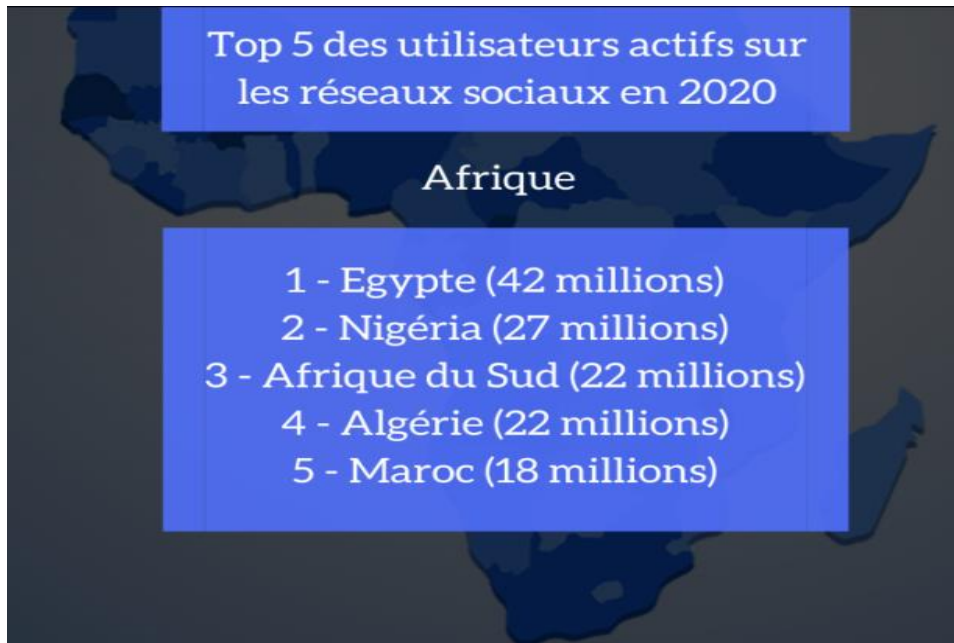 Top 5 des utilisateurs actifs sur
les réseaux sociaux en 2020
Afrique
1 - Egypte (42 millions)
2 - Nigéria (27 millions)
3 - Afrique du Sud (22 millions)
4 - Algérie (22 millions)
5 - Maroc (18 millions)